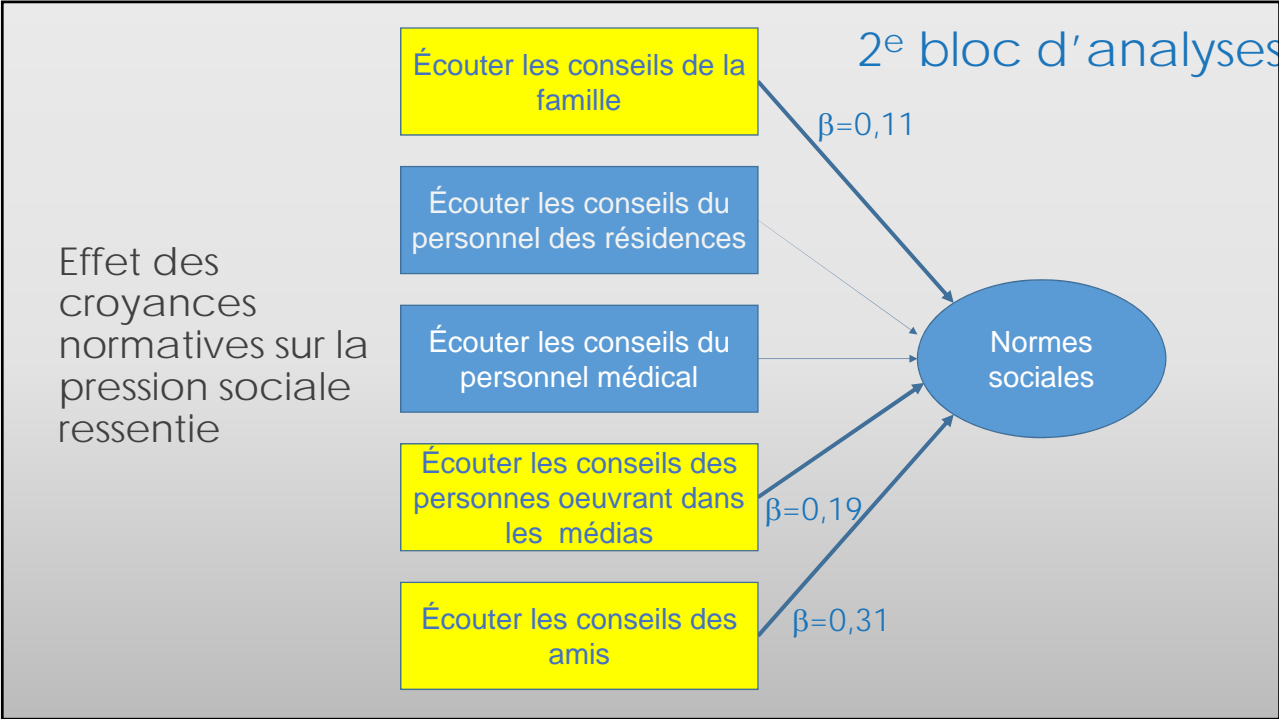 2e bloc d'analyses
Effet des
croyances
normatives sur la
pression sociale
ressentie
Écouter les conseils de la
famille
β=0,11
Écouter les conseils du
personnel des résidences
Écouter les conseils du
personnel médical
Écouter les conseils des
personnes oeuvrant dans
les médias
β=0,19
Écouter les conseils des
amis
β=0,31
Normes
sociales